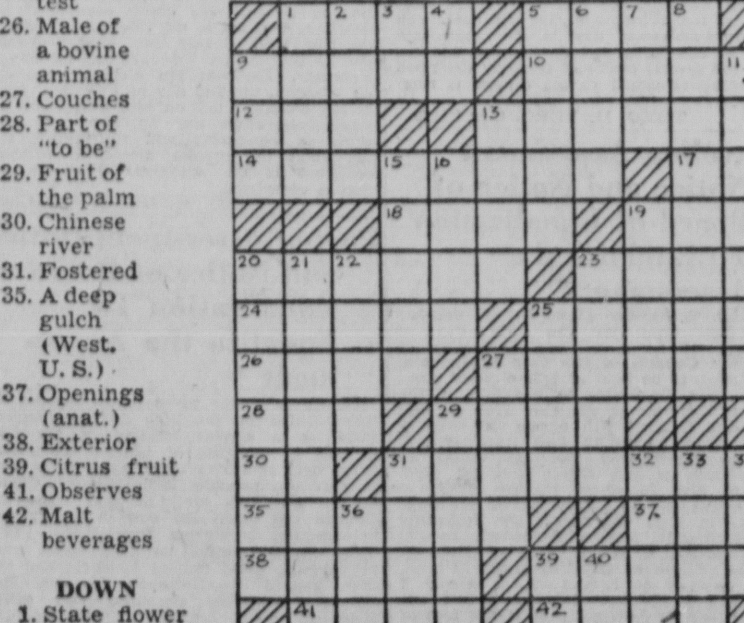 test
26. Male of
a bovine
animal
27. Couches
28. Part of
"to be"
29. Fruit of
the palm
30. Chinese
river
31. Fostered
35. A deep
gulch
(West.
U. S.)
37. Openings
(anat.)
38. Exterior
39. Citrus fruit
41. Observes
42. Malt
beverages
DOWN
1. State flower
1 2 3 4 5 6 7 8
9 10 11
12 13
14 15 16 17
18 19
20 21 22 23
24 25
26 27
28 29
30 31 32 33
35 36 37
38 39 40
41 42